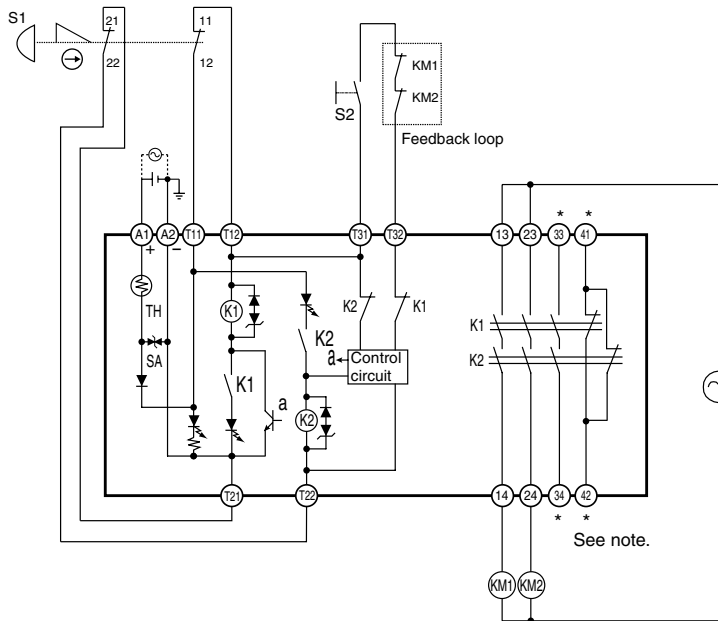 S1
21
11
22
12
S2
KM1
KM2
Feedback loop
A1
A2
T11
T12
T31
T32
13
23
33
41
*
*
+
−
TH
SA
K1
K1
K2
K2
a
K2
K1
a
Control
circuit
K1
K2
T21
T22
14
24
34
42
*
*
See note.
KM1
KM2